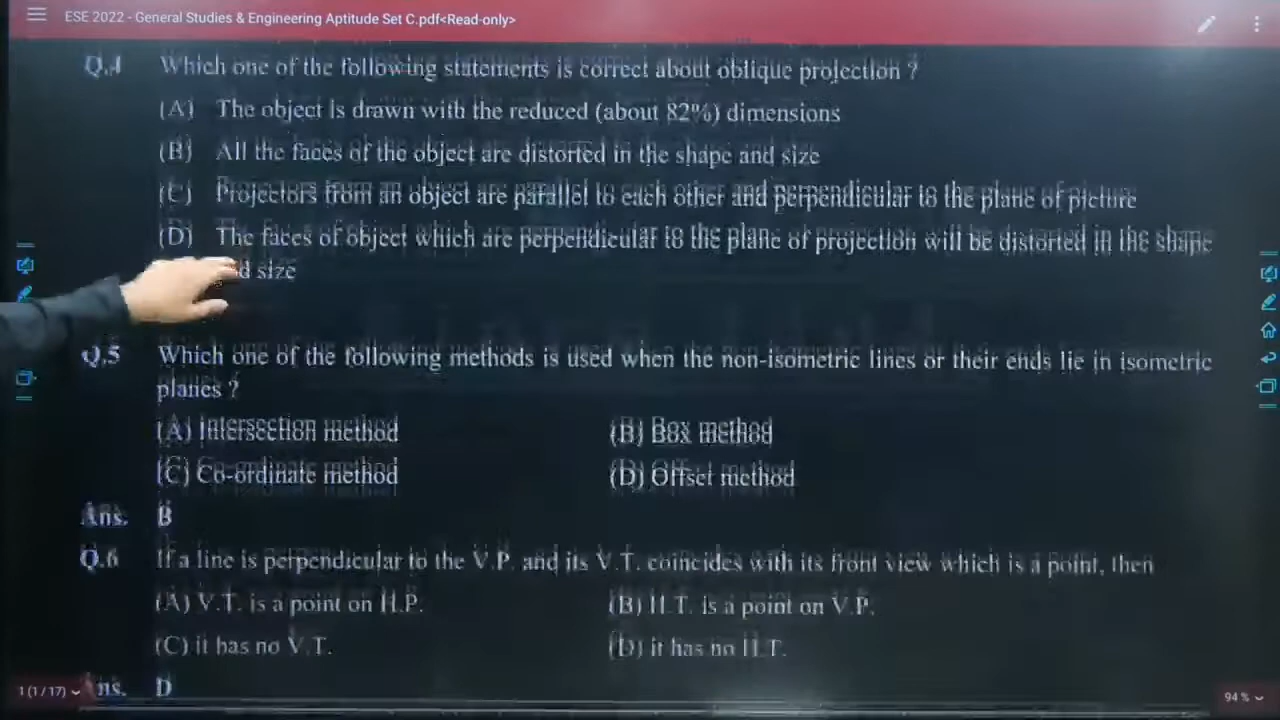 ESE 2022 - General Studies & Engineering Aptitude Set C.pdf<Read-only>
Q.4 Which one of the following statements is correct about oblique projection ?
(A) The object is drawn with the reduced (about 82%) dimensions
(B) All the faces of the object are distorted in the shape and size
(C) Projectors from an object are parallel to each other and perpendicular to the plane of picture
(D) The faces of object which are perpendicular to the plane of projection will be distorted in the shape
size
Q.5 Which one of the following methods is used when the non-isometric lines or their ends lie in isometric
planes ?
(A) Intersection method (B) Box method
(C) Co-ordinate method (D) Offset method
Ans. B
Q.6 If a line is perpendicular to the V.P. and its V.T. coincides with its front view which is a point, then
(A) V.T. is a point on H.P. (B) H.T. is a point on V.P.
(C) it has no V.T. (D) it has no H.T.
1 (1 / 17) ns. D
94 %